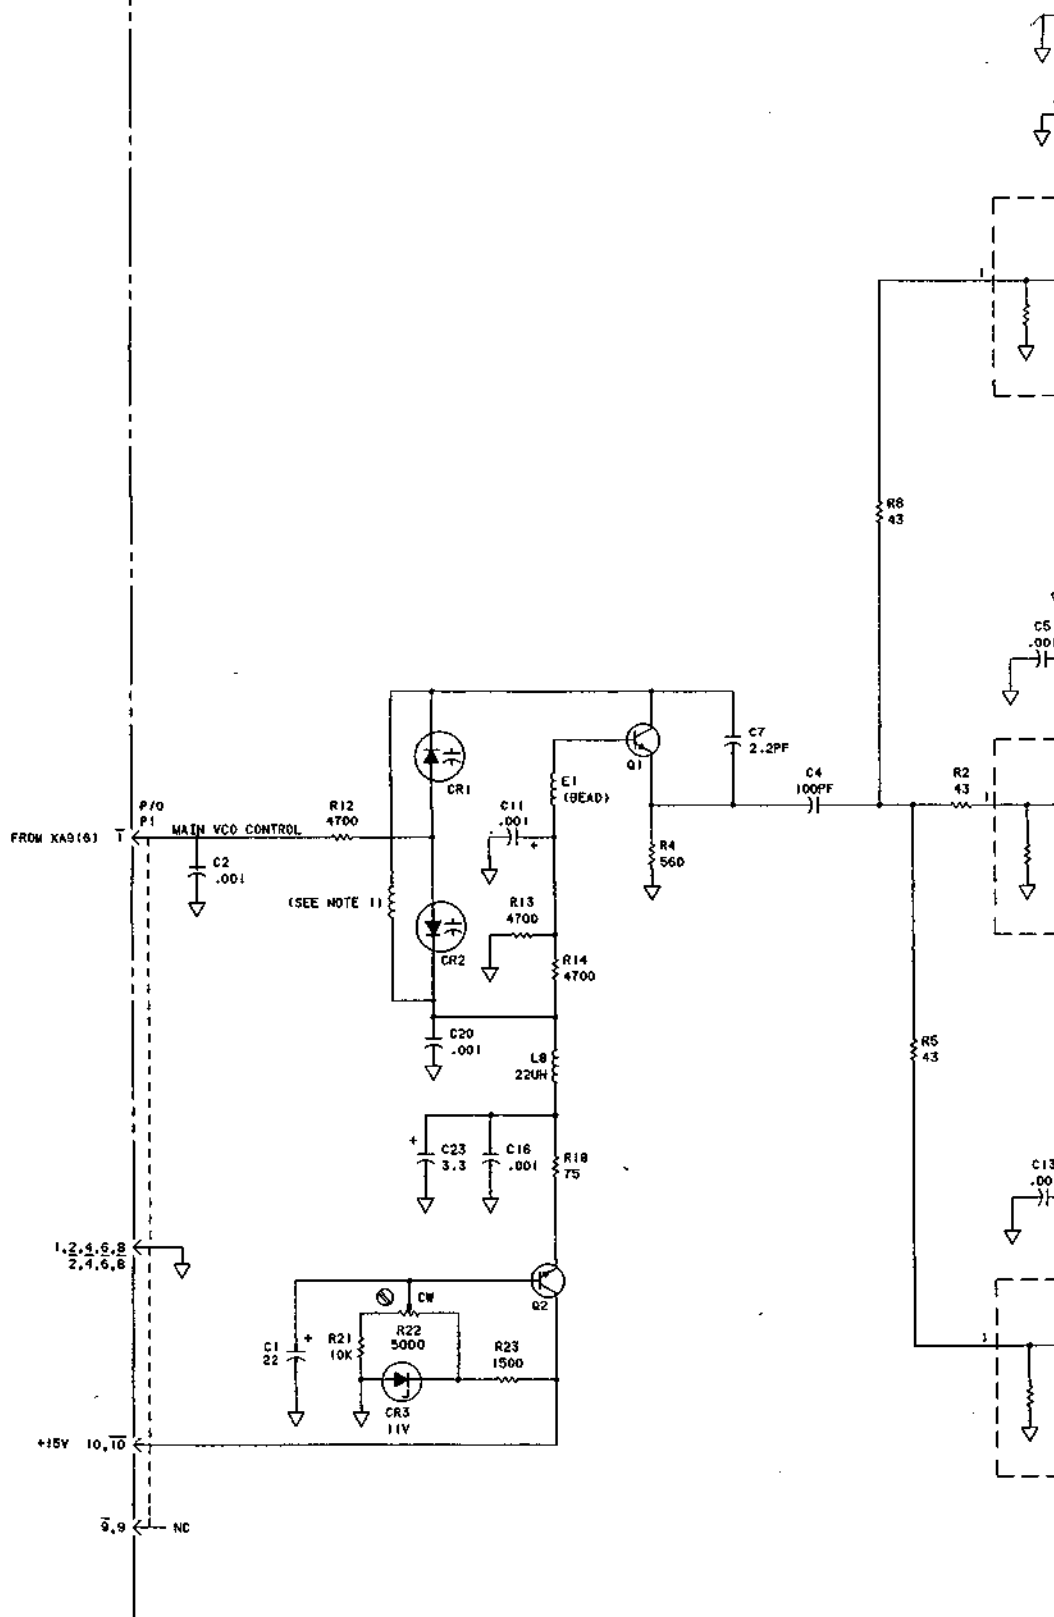 R8
43
C5
.001
C7
2.2PF
Q1
E1
(BEAD)
C4
100PF
R2
43
1
CR1
C11
.001
+
P/O
P1
R12
4700
FROM XA9(6) 1
MAIN VCO CONTROL
C2
.001
R4
560
(SEE NOTE 1)
R13
4700
CR2
R14
4700
C20
.001
L8
22UH
R5
43
+
C23
3.3
C16
.001
R18
75
C13
.00
1,2,4,6,8
2,4,6,8
Q2
CW
C1
22
+
R21
10K
R22
5000
R23
1500
CR3
11V
+15V 10,10
9,9
NC